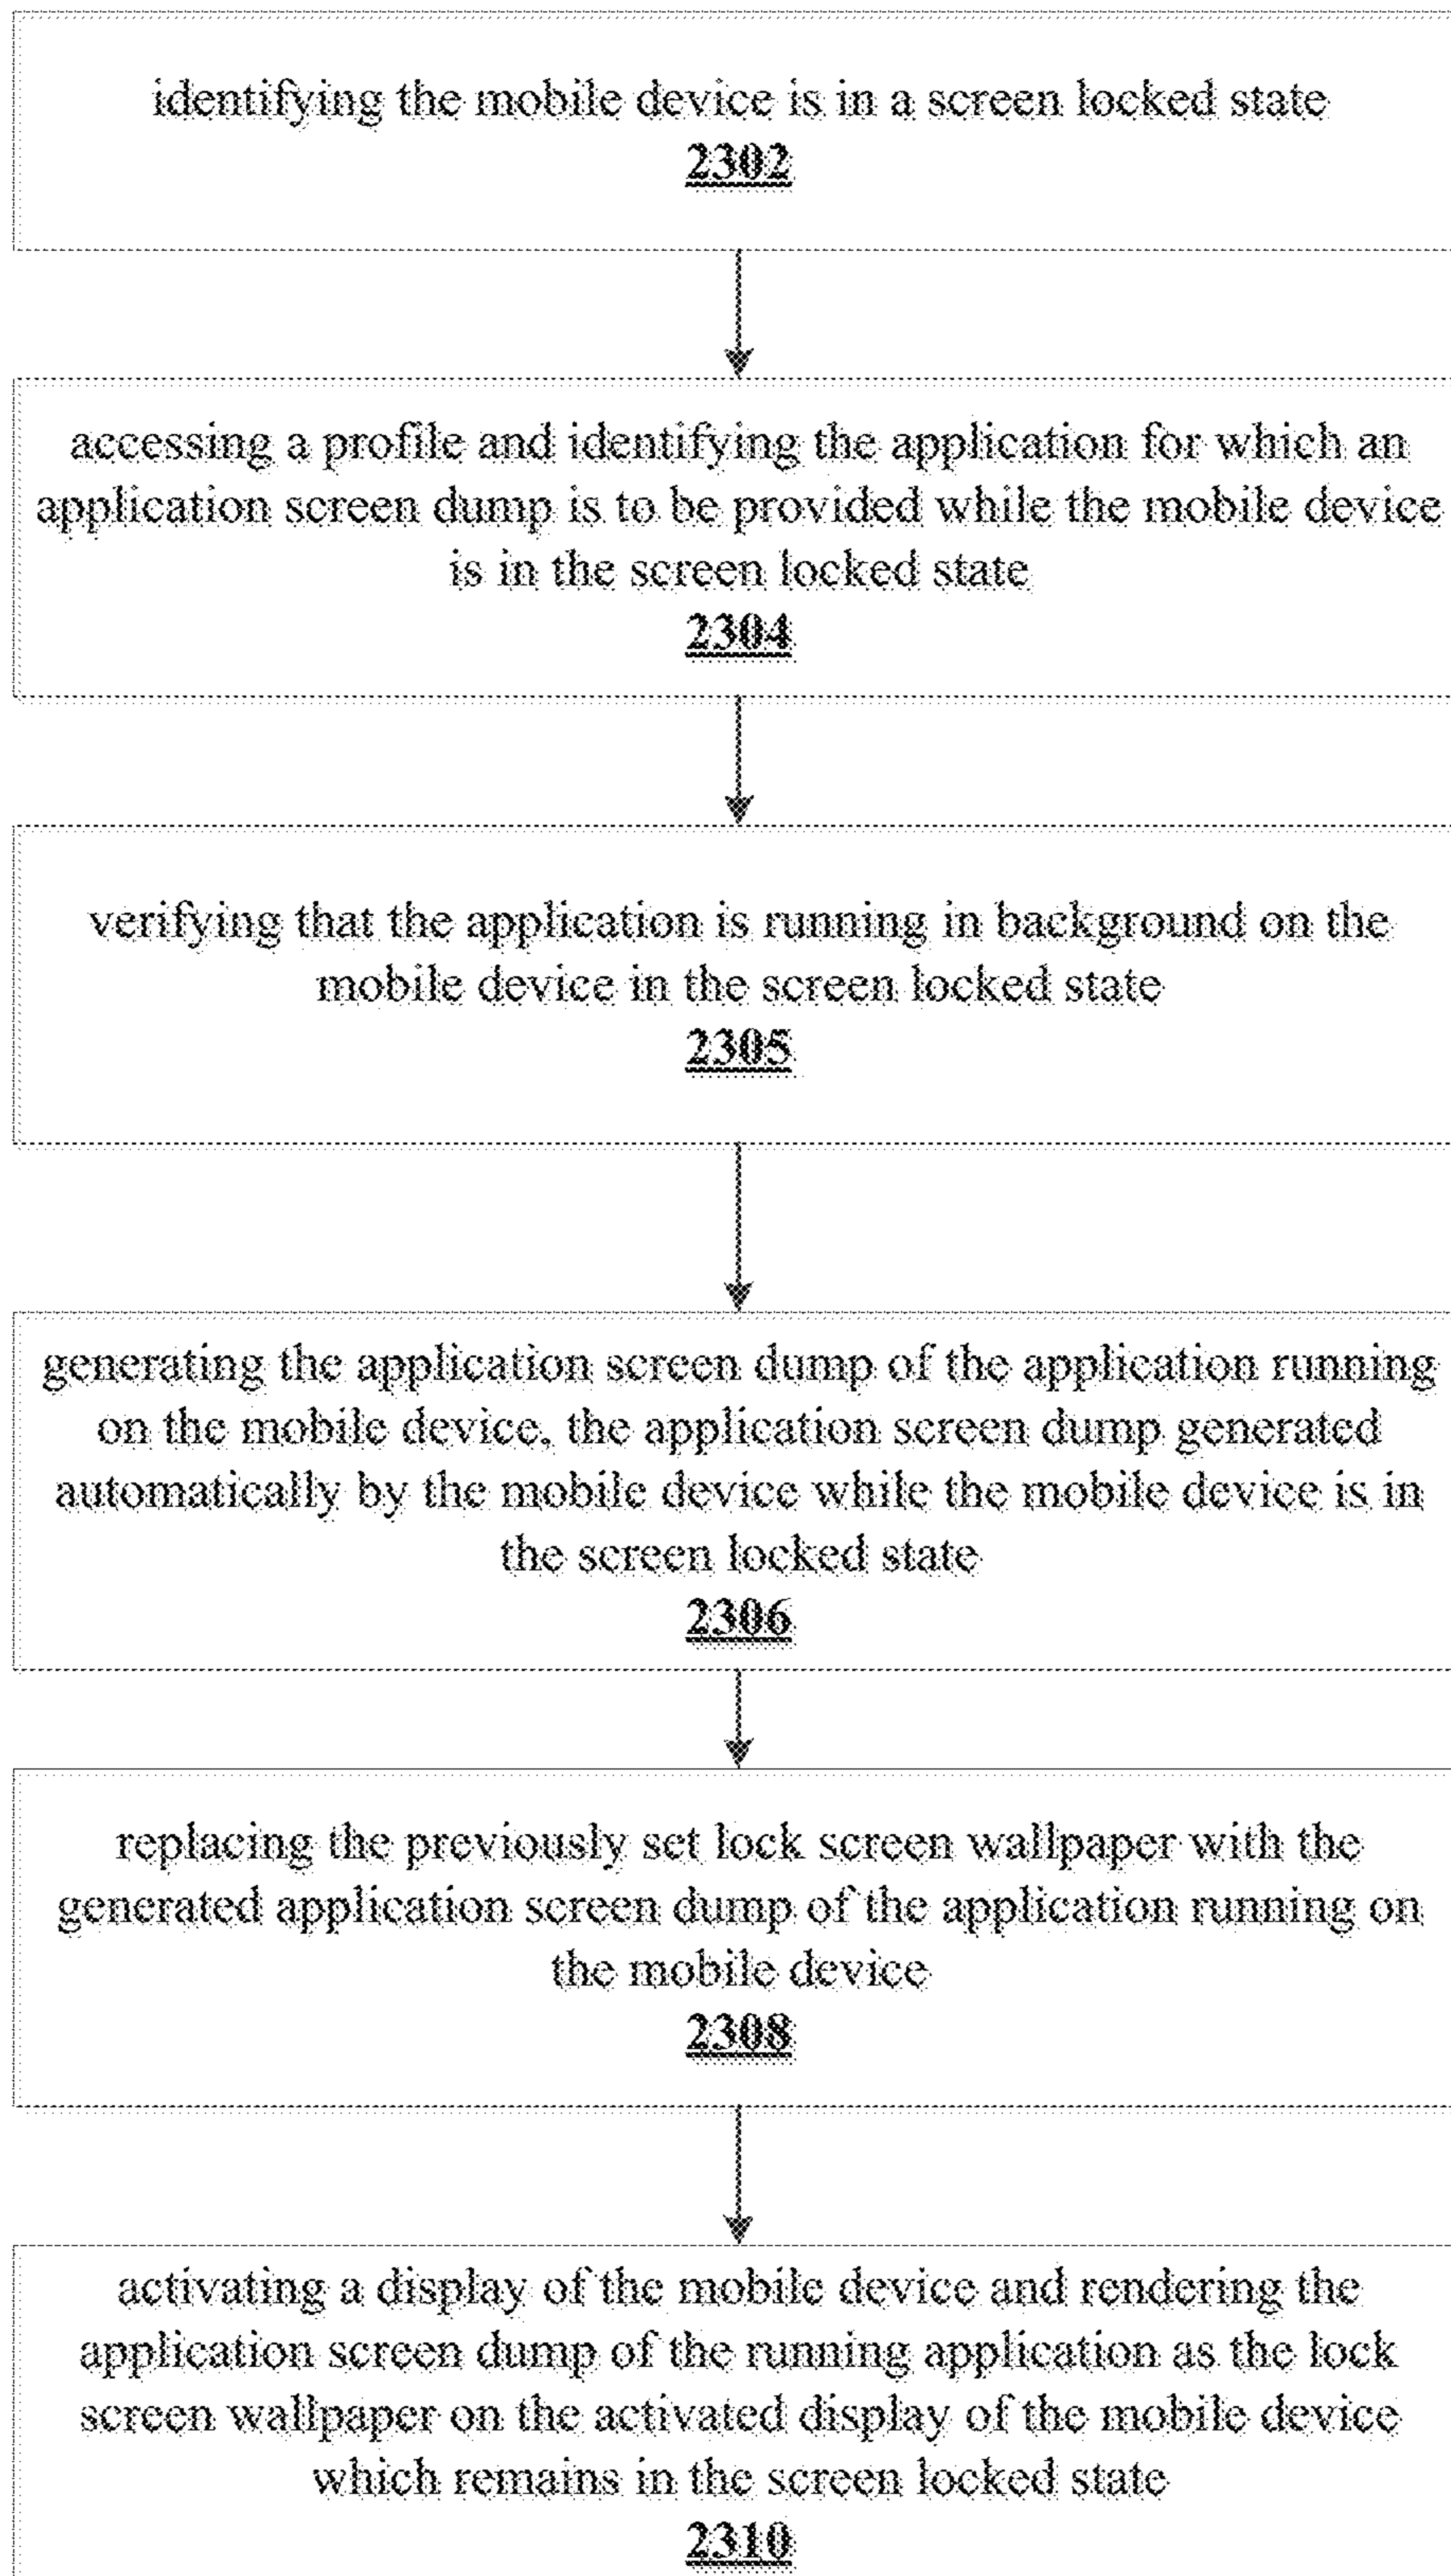 identifying the mobile device is in a screen locked state
2302
accessing a profile and identifying the application for which an
application screen dump is to be provided while the mobile device
is in the screen locked state
2304
verifying that the application is running in background on the
mobile device in the screen locked state
2305
generating the application screen dump of the application running
on the mobile device, the application screen dump generated
automatically by the mobile device while the mobile device is in
the screen locked state
2306
replacing the previously set lock screen wallpaper with the
generated application screen dump of the application running on
the mobile device
2308
activating a display of the mobile device and rendering the
application screen dump of the running application as the lock
screen wallpaper on the activated display of the mobile device
which remains in the screen locked state
2310